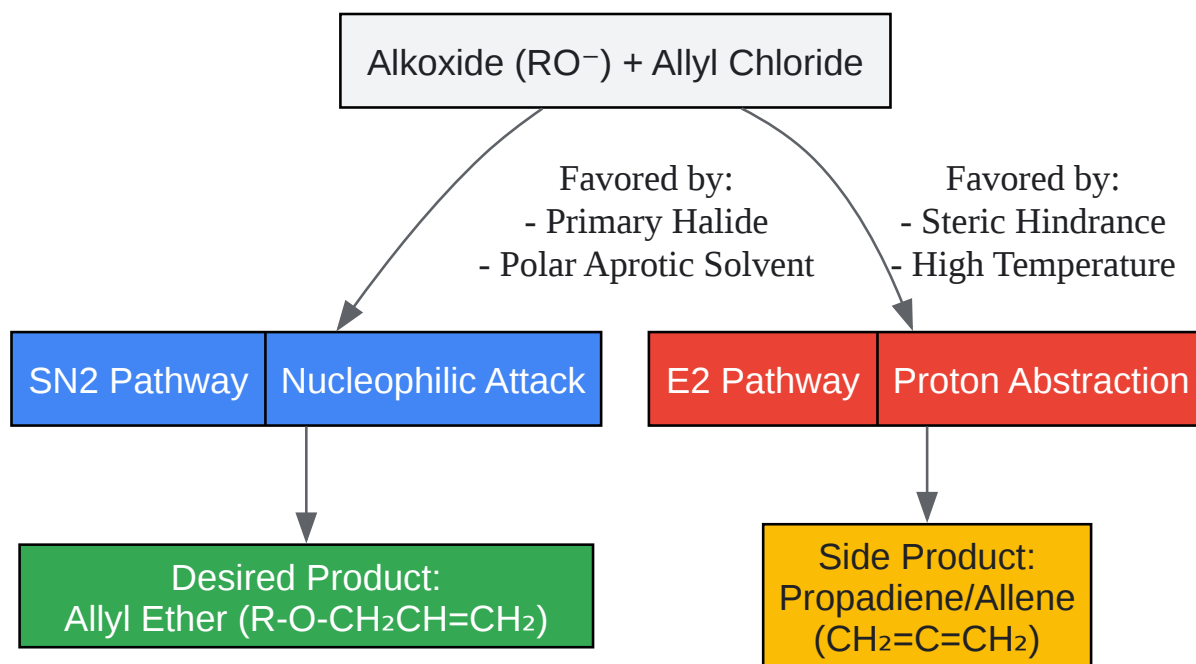 Alkoxide (RO⁻) + Allyl Chloride
Favored by:
- Primary Halide
- Polar Aprotic Solvent
Favored by:
- Steric Hindrance
- High Temperature
SN2 Pathway
Nucleophilic Attack
E2 Pathway
Proton Abstraction
Desired Product:
Allyl Ether (R-O-CH₂CH=CH₂)
Side Product:
Propadiene/Allene
(CH₂=C=CH₂)